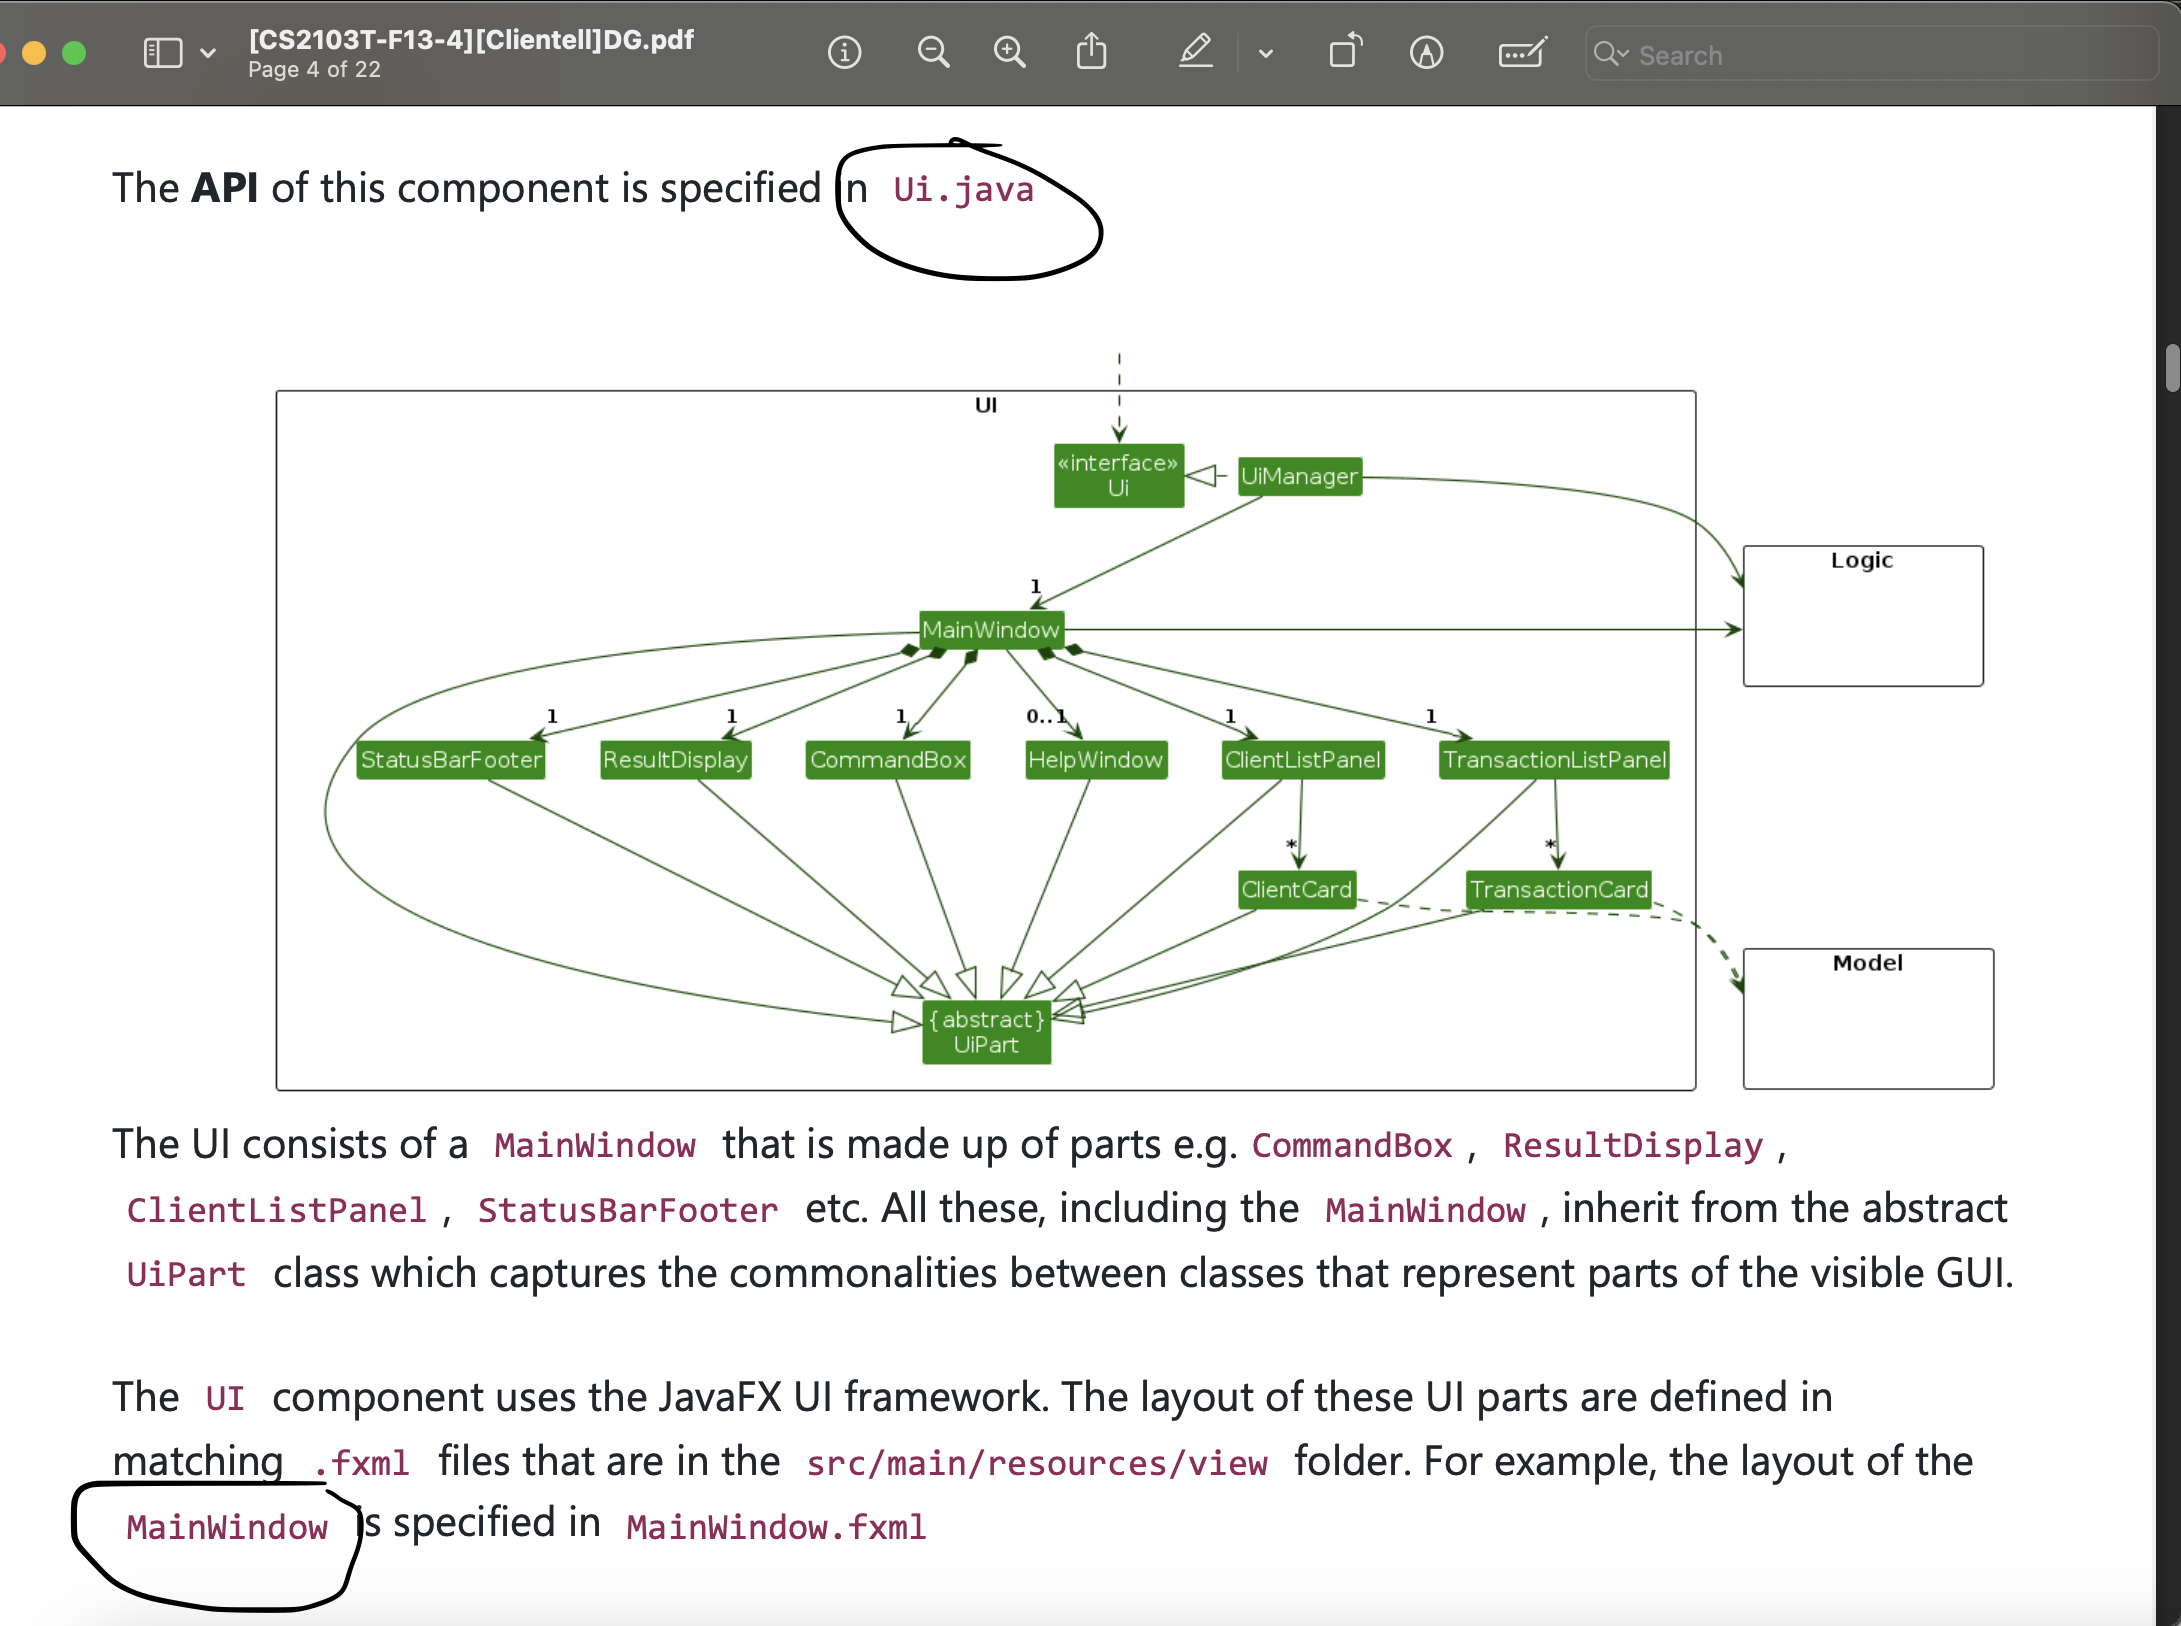 [CS2103T-F13-4][Clientell]DG.pdf
Page 4 of 22
Search
The API of this component is specified in Ui.java
UI
«interface»
Ui
UiManager
Logic
1
MainWindow
1 1 1 0..1 1 1
StatusBarFooter ResultDisplay CommandBox HelpWindow ClientListPanel TransactionListPanel
* *
ClientCard TransactionCard
Model
{abstract}
UiPart
The UI consists of a MainWindow that is made up of parts e.g. CommandBox , ResultDisplay ,
ClientListPanel , StatusBarFooter etc. All these, including the MainWindow , inherit from the abstract
UiPart class which captures the commonalities between classes that represent parts of the visible GUI.
The UI component uses the JavaFX UI framework. The layout of these UI parts are defined in
matching .fxml files that are in the src/main/resources/view folder. For example, the layout of the
MainWindow is specified in MainWindow.fxml